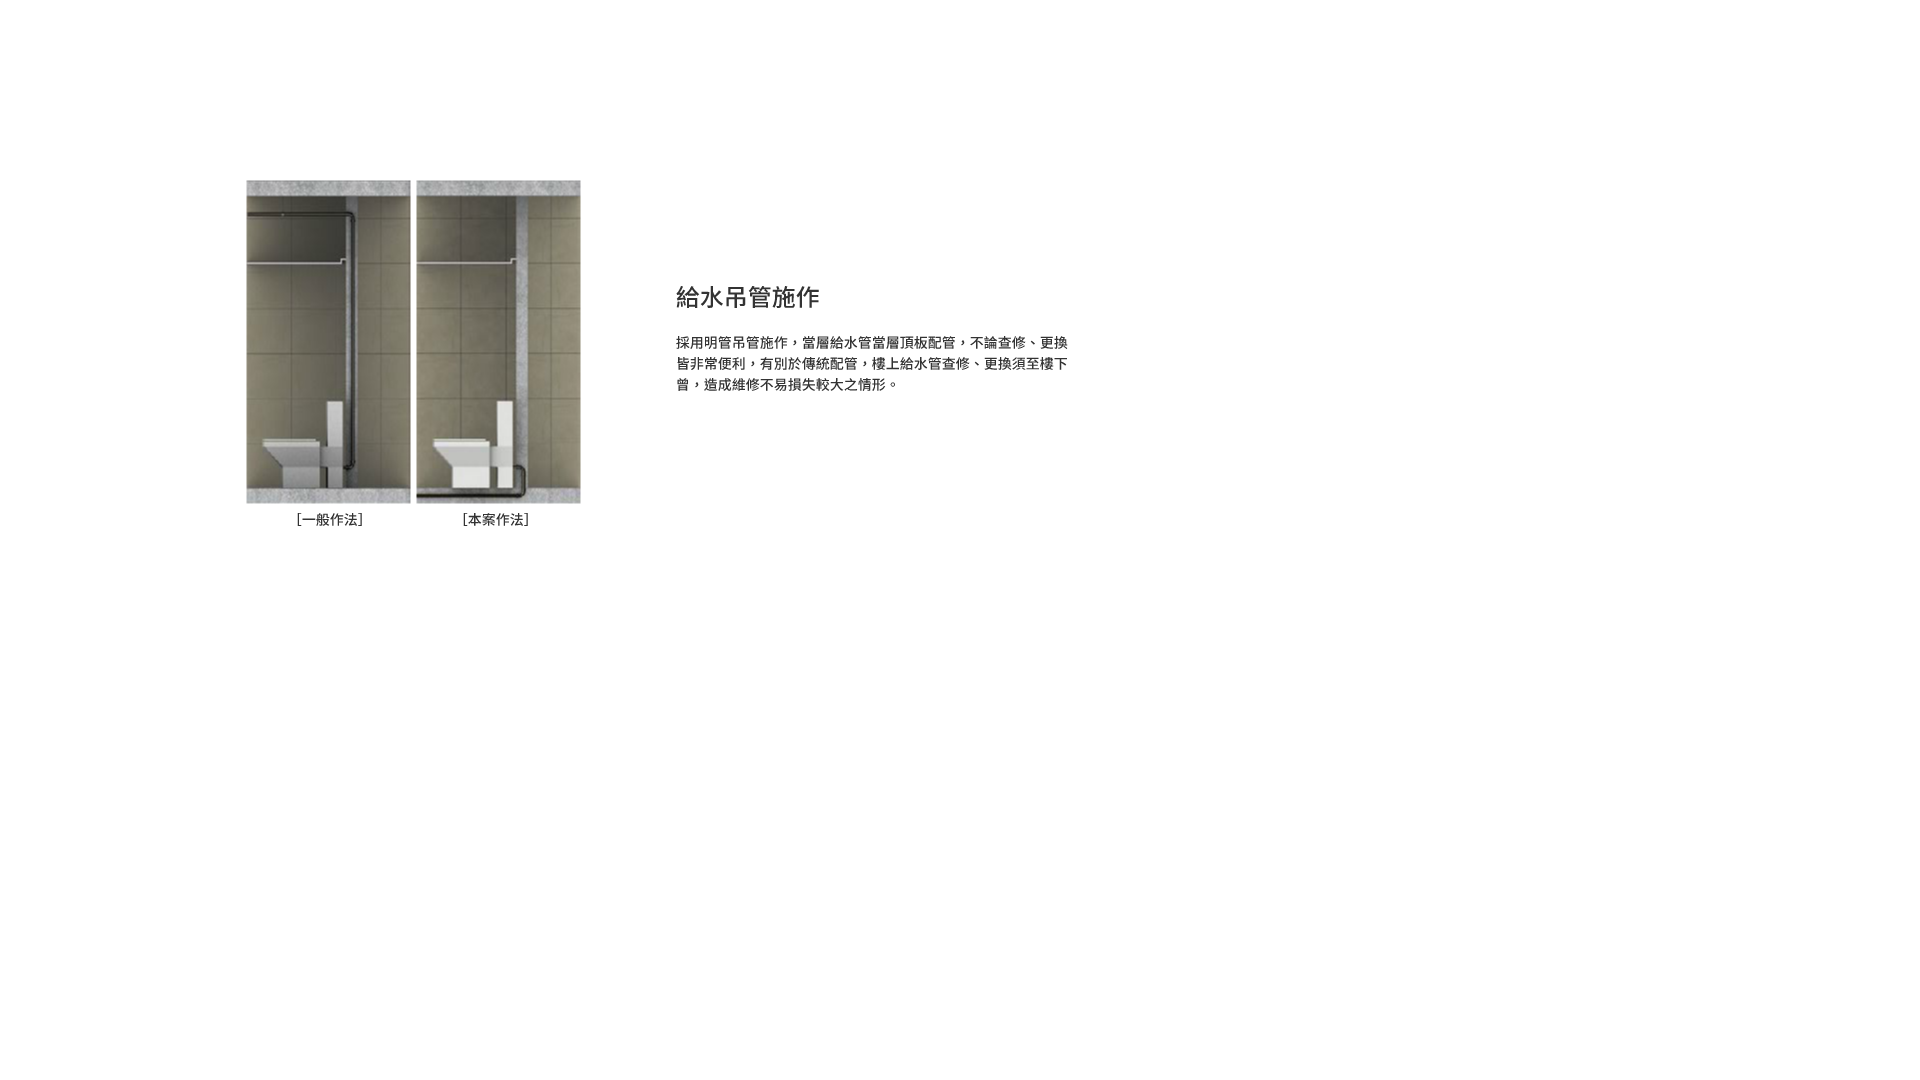 給水吊管施作
採用明管吊管施作，當層給水管當層頂板配管，不論查修、更換
皆非常便利，有別於傳統配管，樓上給水管查修、更換須至樓下
曾，造成維修不易損失較大之情形。
［一般作法］
［本案作法］